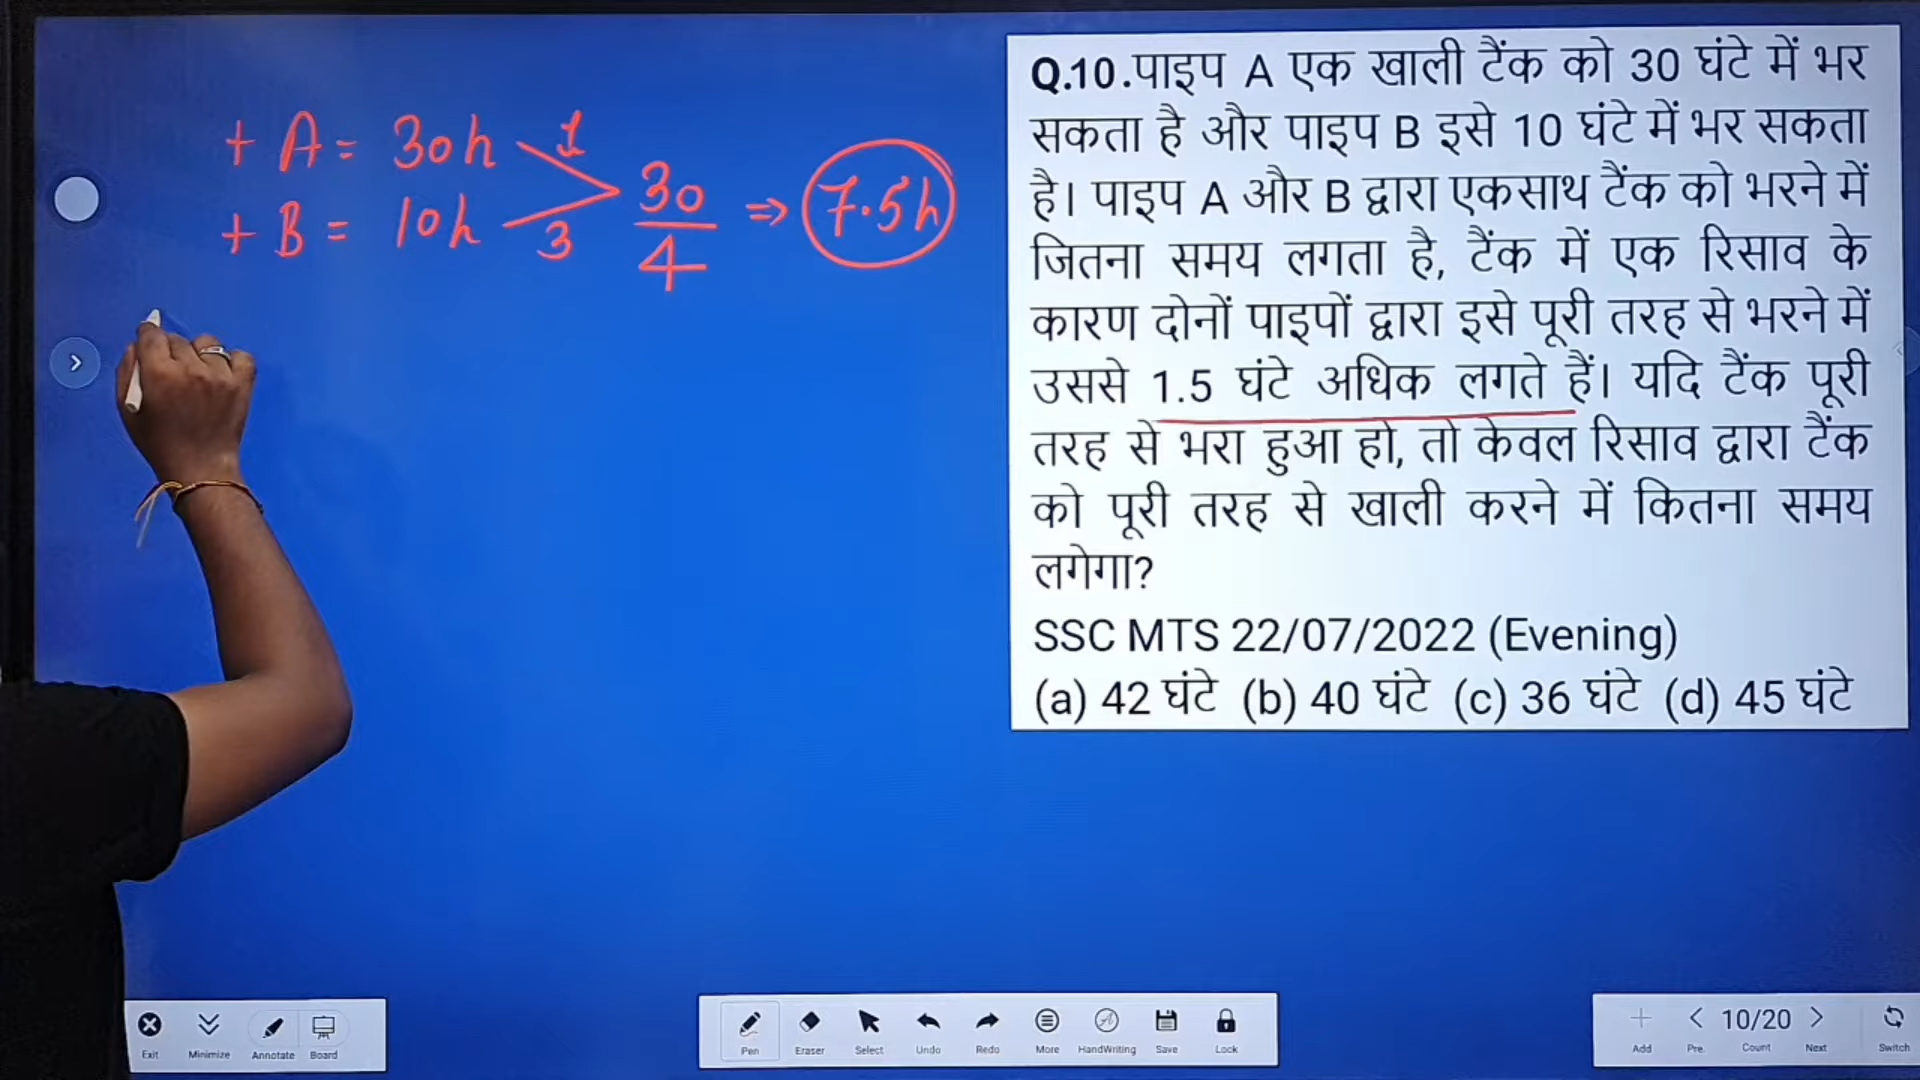 + A = 30h 1
+ B = 10h 3
30/4 ⇒ 7.5h
Q.10.पाइप A एक खाली टैंक को 30 घंटे में भर
सकता है और पाइप B इसे 10 घंटे में भर सकता
है। पाइप A और B द्वारा एकसाथ टैंक को भरने में
जितना समय लगता है, टैंक में एक रिसाव के
कारण दोनों पाइपों द्वारा इसे पूरी तरह से भरने में
उससे 1.5 घंटे अधिक लगते हैं। यदि टैंक पूरी
तरह से भरा हुआ हो, तो केवल रिसाव द्वारा टैंक
को पूरी तरह से खाली करने में कितना समय
लगेगा?
SSC MTS 22/07/2022 (Evening)
(a) 42 घंटे (b) 40 घंटे (c) 36 घंटे (d) 45 घंटे
Exit Minimize Annotate Board
Pen Eraser Select Undo Redo More HandWriting Save Lock
10/20
Add Pre Count Next Switch